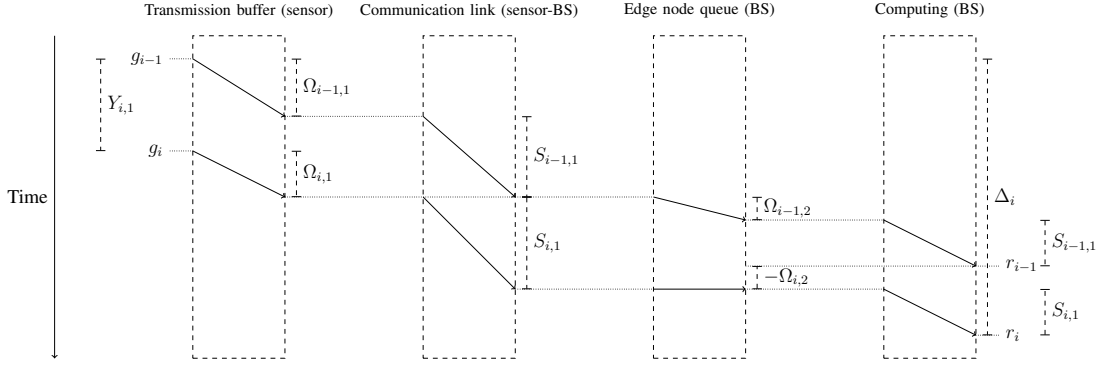 Transmission buffer (sensor)
Communication link (sensor-BS)
Edge node queue (BS)
Computing (BS)
g_{i−1}
Ω_{i−1,1}
Y_{i,1}
g_i
Ω_{i,1}
S_{i−1,1}
Time
Ω_{i−1,2}
Δ_i
S_{i,1}
S_{i−1,1}
r_{i−1}
−Ω_{i,2}
S_{i,1}
r_i